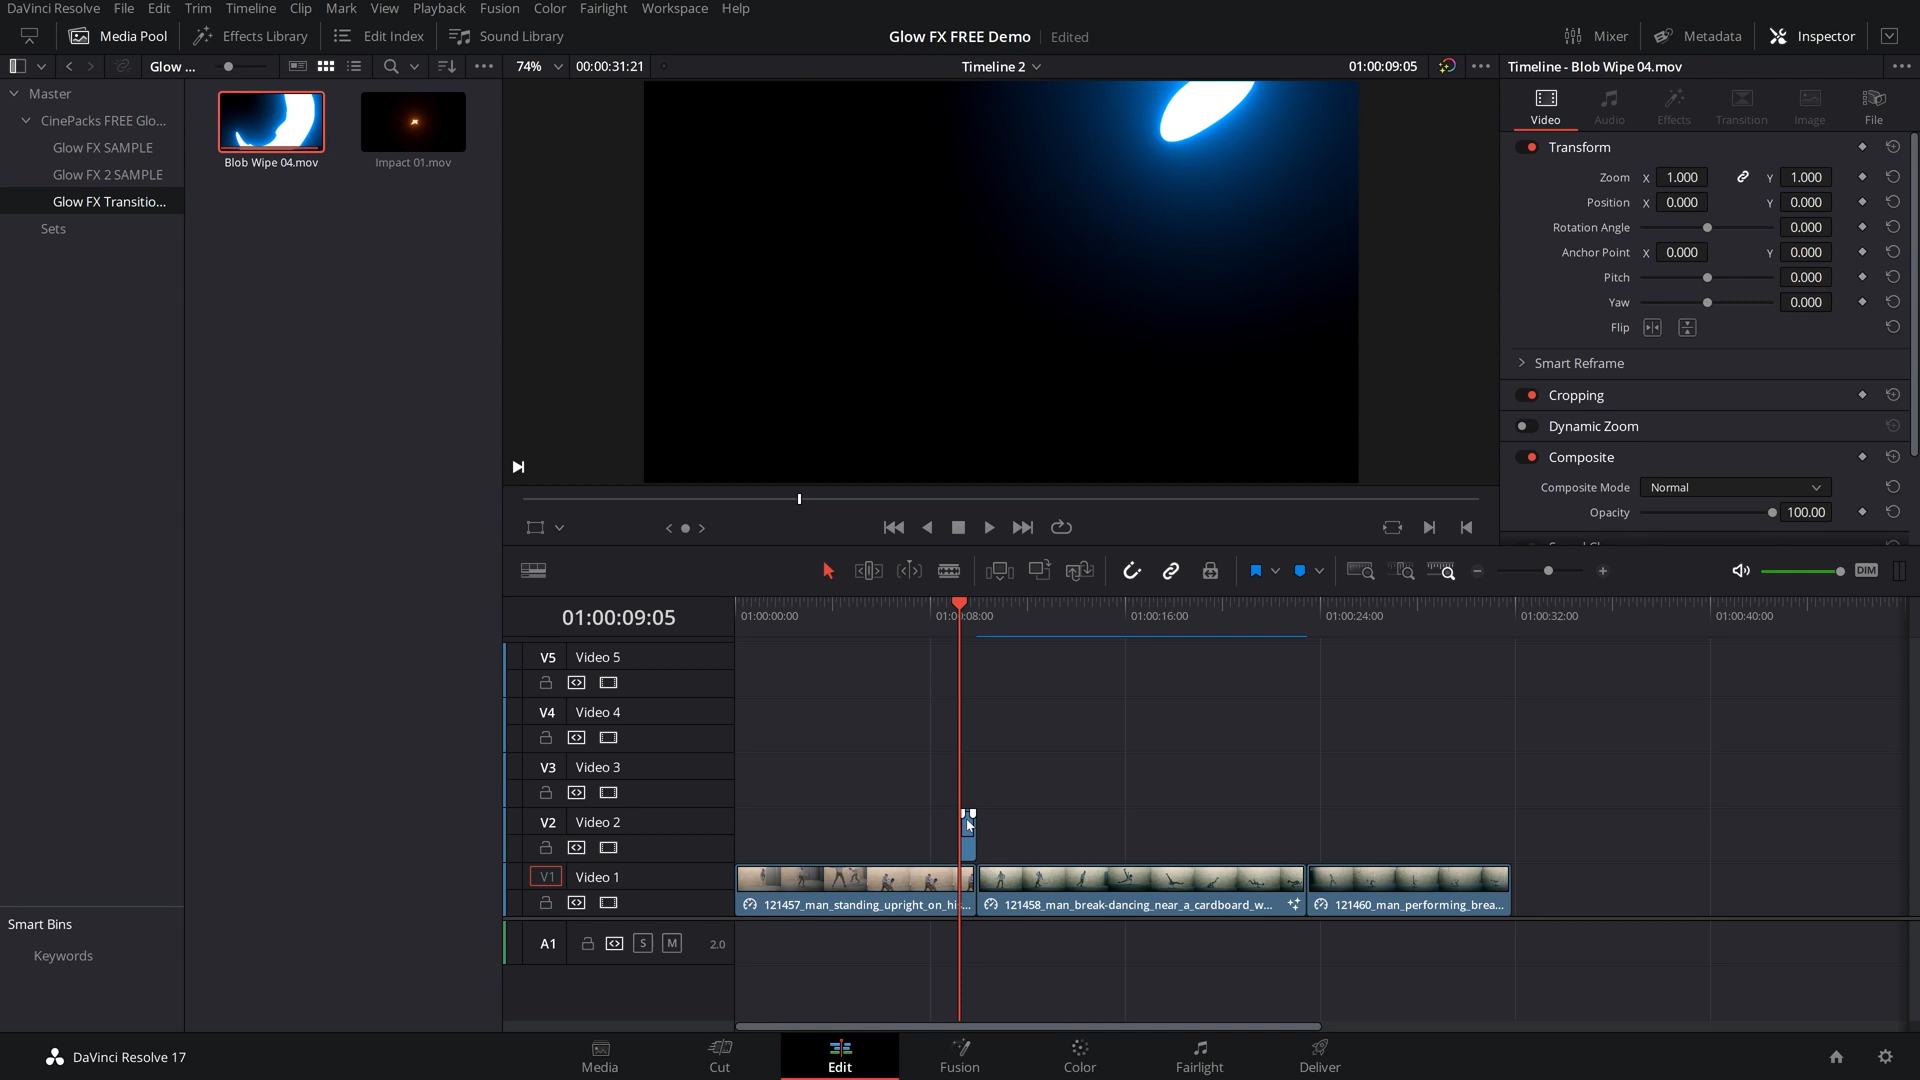 DaVinci Resolve File Edit Trim Timeline Clip Mark View Playback Fusion Color Fairlight Workspace Help
Media Pool Effects Library Edit Index Sound Library Glow FX FREE Demo Edited Mixer Metadata Inspector
Glow ... 74% 00:00:31:21 Timeline 2 01:00:09:05 Timeline - Blob Wipe 04.mov
Master
CinePacks FREE Glo...
Glow FX SAMPLE
Glow FX 2 SAMPLE
Glow FX Transitio...
Sets
Blob Wipe 04.mov Impact 01.mov
Video Audio Effects Transition Image File
Transform
Zoom X 1.000 Y 1.000
Position X 0.000 Y 0.000
Rotation Angle 0.000
Anchor Point X 0.000 Y 0.000
Pitch 0.000
Yaw 0.000
Flip
Smart Reframe
Cropping
Dynamic Zoom
Composite
Composite Mode Normal
Opacity 100.00
DIM
01:00:09:05 01:00:00:00 01:00:08:00 01:00:16:00 01:00:24:00 01:00:32:00 01:00:40:00
V5 Video 5
V4 Video 4
V3 Video 3
V2 Video 2
V1 Video 1
121457_man_standing_upright_on_hi... 121458_man_break-dancing_near_a_cardboard_w... 121460_man_performing_brea...
A1 S M 2.0
Smart Bins
Keywords
DaVinci Resolve 17
Media Cut Edit Fusion Color Fairlight Deliver